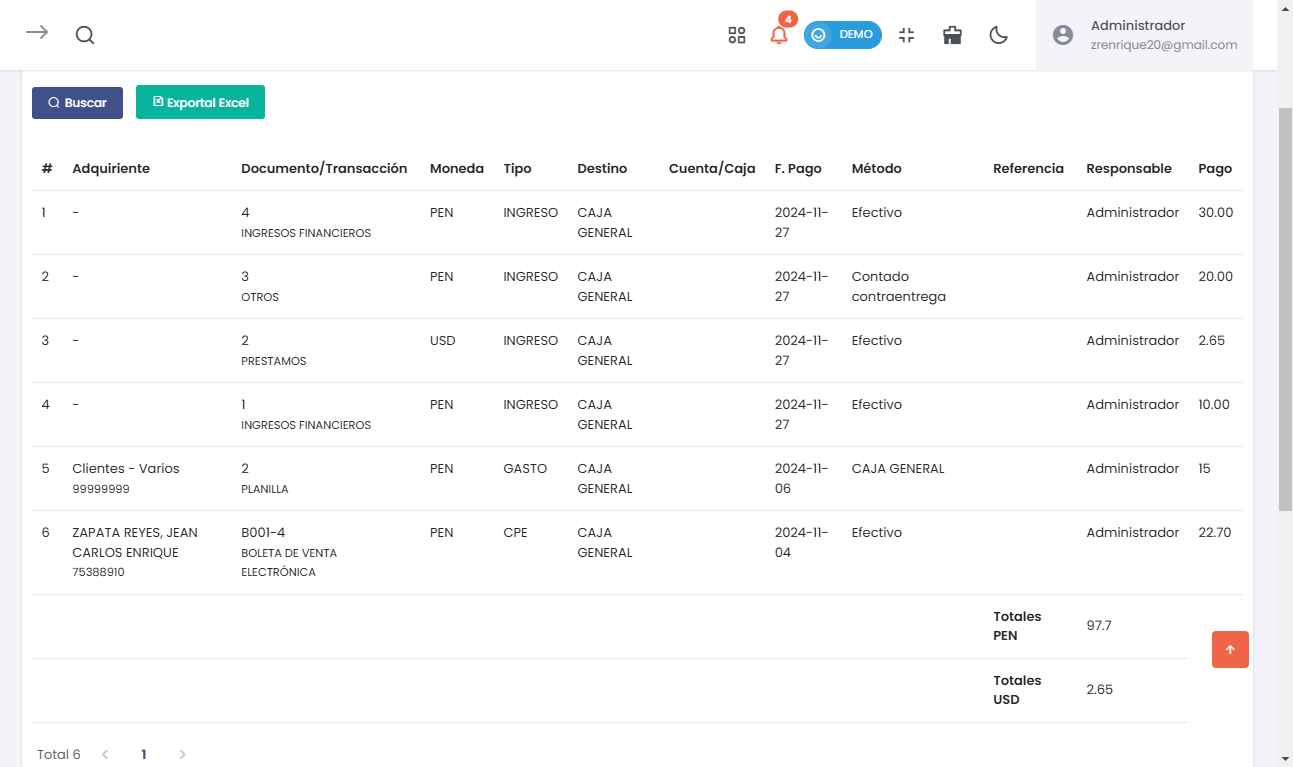 4
DEMO
Administrador
zrenrique20@gmail.com
Buscar
Exportal Excel
# Adquiriente Documento/Transacción Moneda Tipo Destino Cuenta/Caja F. Pago Método Referencia Responsable Pago
1 - 4 PEN INGRESO CAJA 2024-11- Efectivo Administrador 30.00
INGRESOS FINANCIEROS GENERAL 27
2 - 3 PEN INGRESO CAJA 2024-11- Contado Administrador 20.00
OTROS GENERAL 27 contraentrega
3 - 2 USD INGRESO CAJA 2024-11- Efectivo Administrador 2.65
PRESTAMOS GENERAL 27
4 - 1 PEN INGRESO CAJA 2024-11- Efectivo Administrador 10.00
INGRESOS FINANCIEROS GENERAL 27
5 Clientes - Varios 2 PEN GASTO CAJA 2024-11- CAJA GENERAL Administrador 15
99999999 PLANILLA GENERAL 06
6 ZAPATA REYES, JEAN B001-4 PEN CPE CAJA 2024-11- Efectivo Administrador 22.70
CARLOS ENRIQUE BOLETA DE VENTA GENERAL 04
75388910 ELECTRÓNICA
Totales
PEN 97.7
Totales
USD 2.65
Total 6 < 1 >